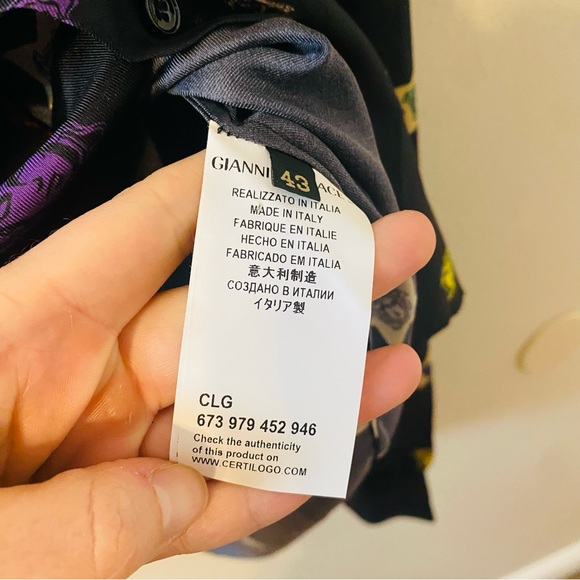 GIANNI
43
REALIZZATO IN ITALIA
MADE IN ITALY
FABRIQUE EN ITALIE
HECHO EN ITALIA
FABRICADO EM ITALIA
意大利制造
СОЗДАНО В ИТАЛИИ
イタリア製
CLG
673 979 452 946
Check the authenticity
of this product on
WWW.CERTILOGO.COM